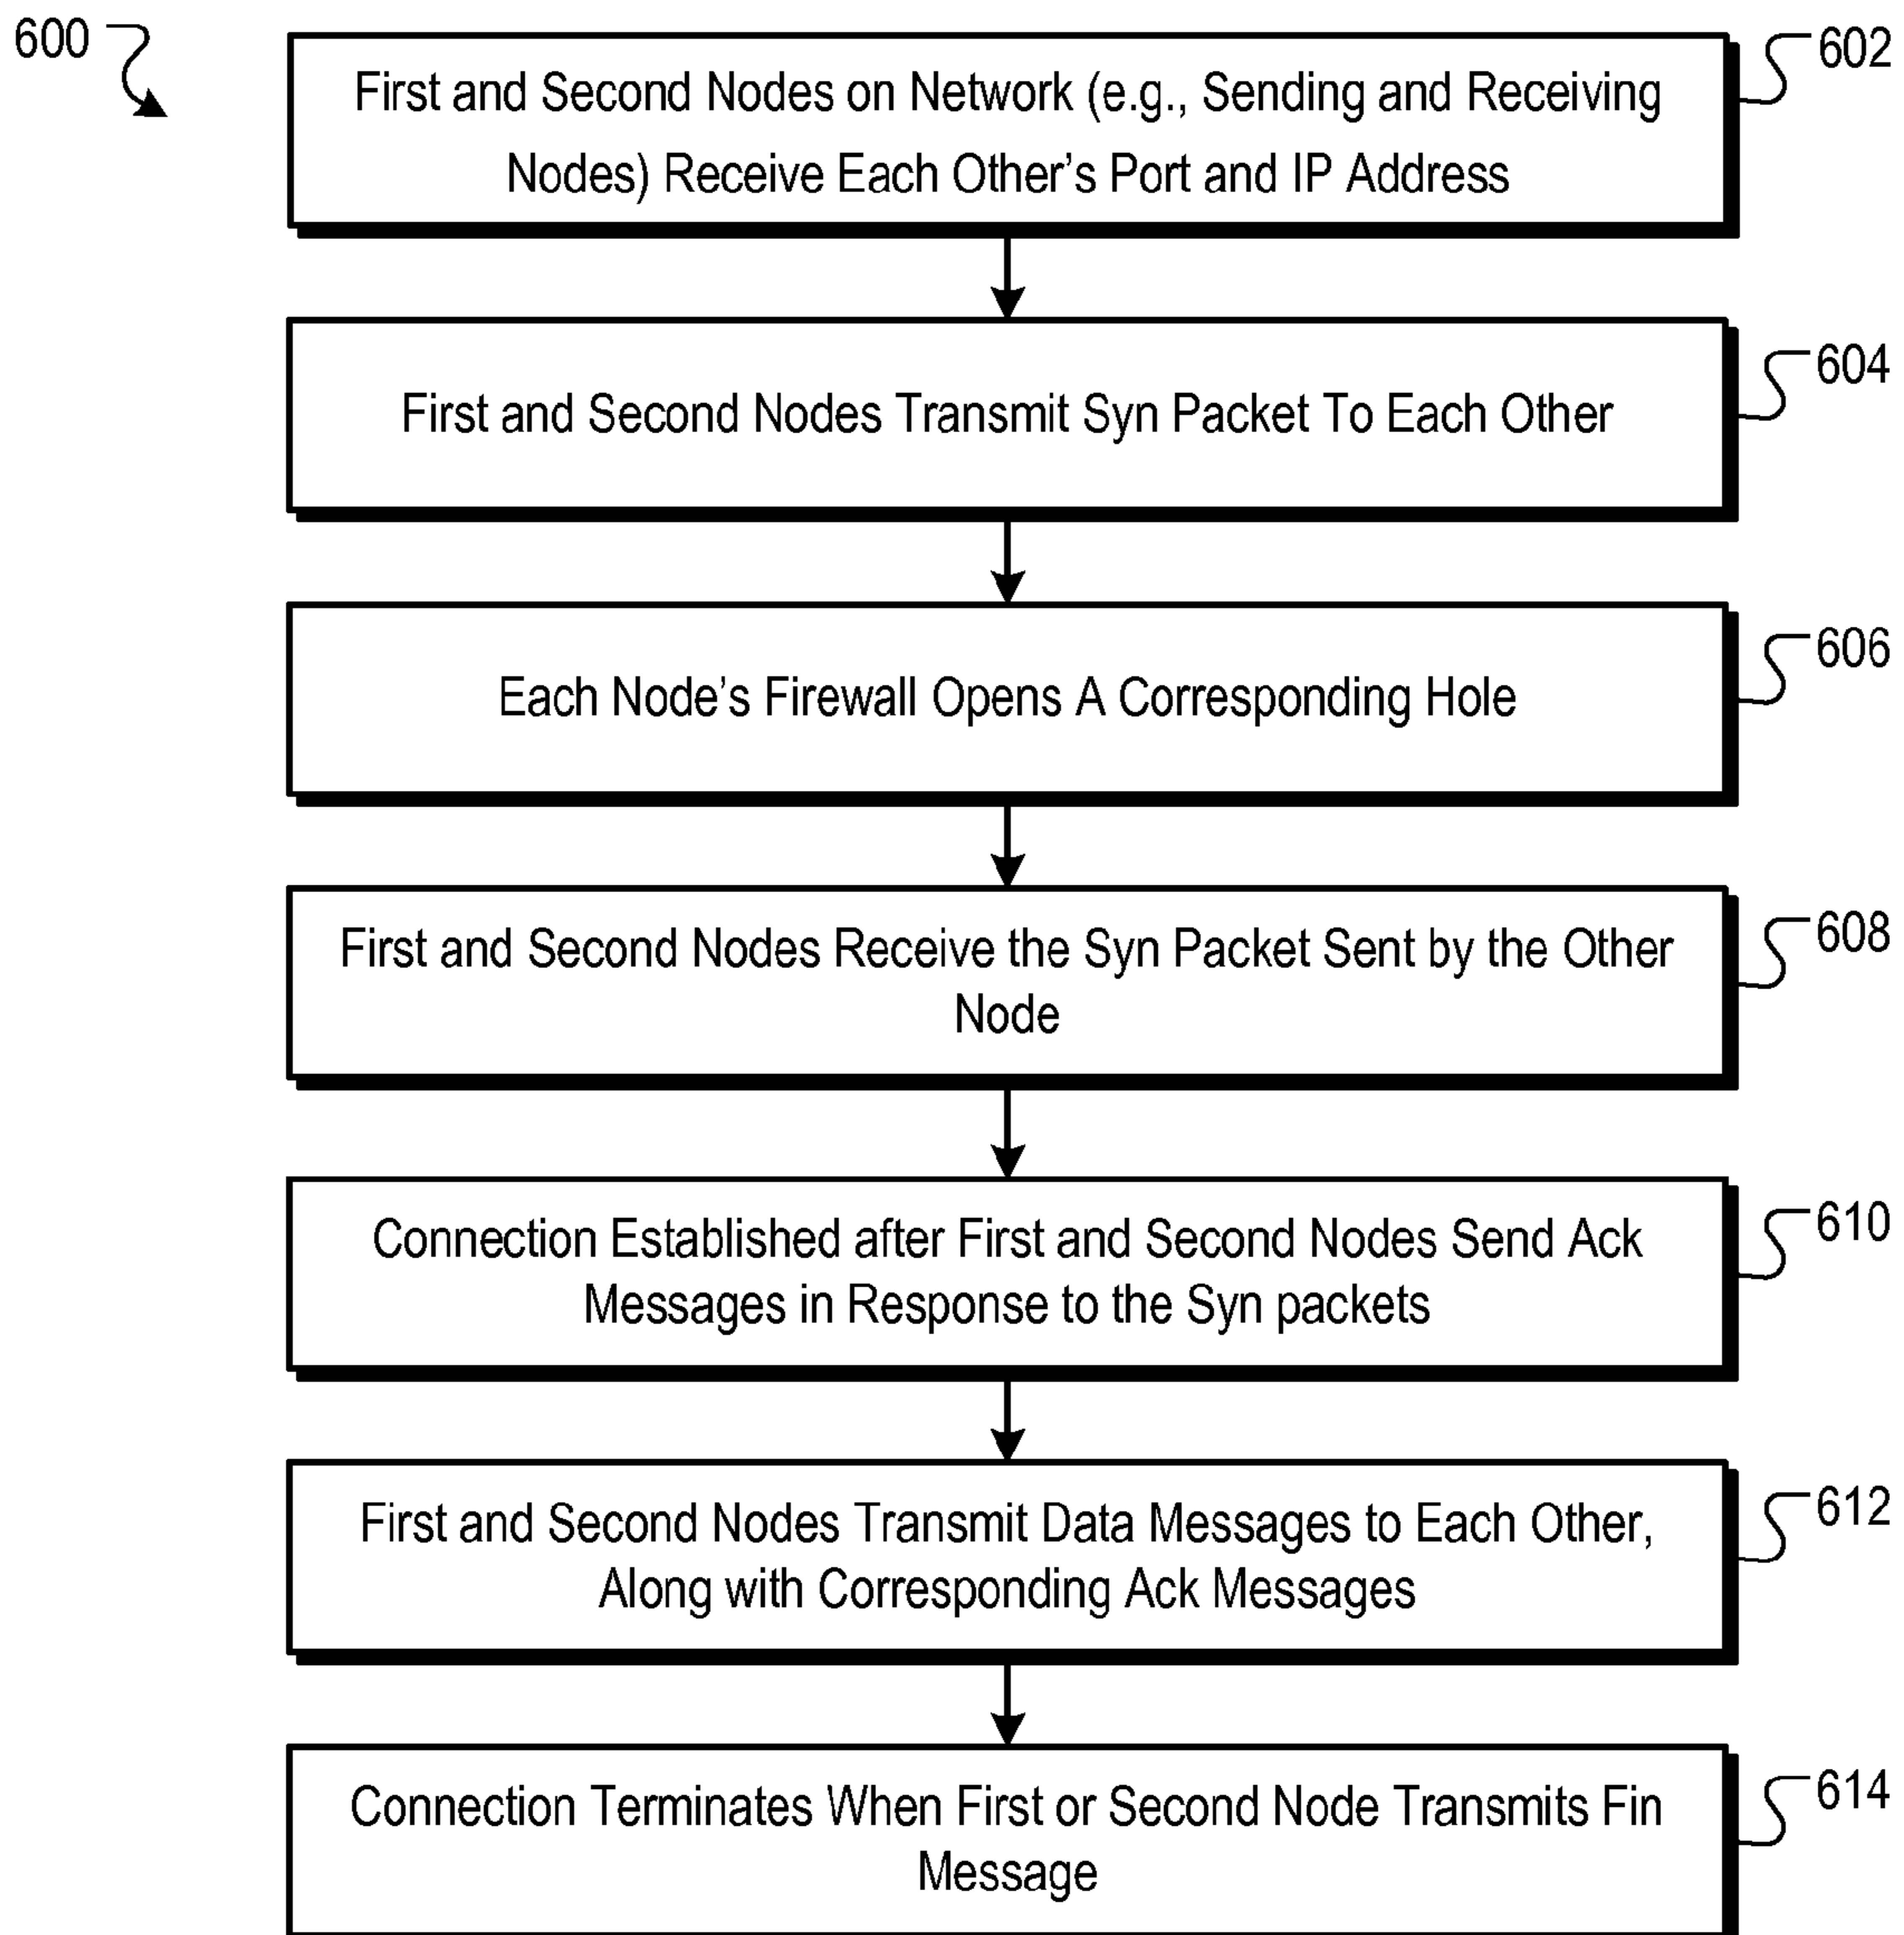 600
602
First and Second Nodes on Network (e.g., Sending and Receiving
Nodes) Receive Each Other's Port and IP Address
604
First and Second Nodes Transmit Syn Packet To Each Other
606
Each Node's Firewall Opens A Corresponding Hole
608
First and Second Nodes Receive the Syn Packet Sent by the Other
Node
610
Connection Established after First and Second Nodes Send Ack
Messages in Response to the Syn packets
612
First and Second Nodes Transmit Data Messages to Each Other,
Along with Corresponding Ack Messages
614
Connection Terminates When First or Second Node Transmits Fin
Message